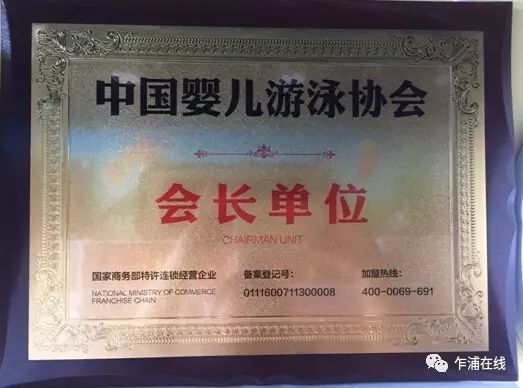 中国婴儿游泳协会
会长单位
CHAIRMAN UNIT
国家商务部特许连锁经营企业
NATIONAL MINISTRY OF COMMERCE
FRANCHISE CHAIN
备案登记号:
0111600711300008
加盟热线:
400-0069-691
乍浦在线